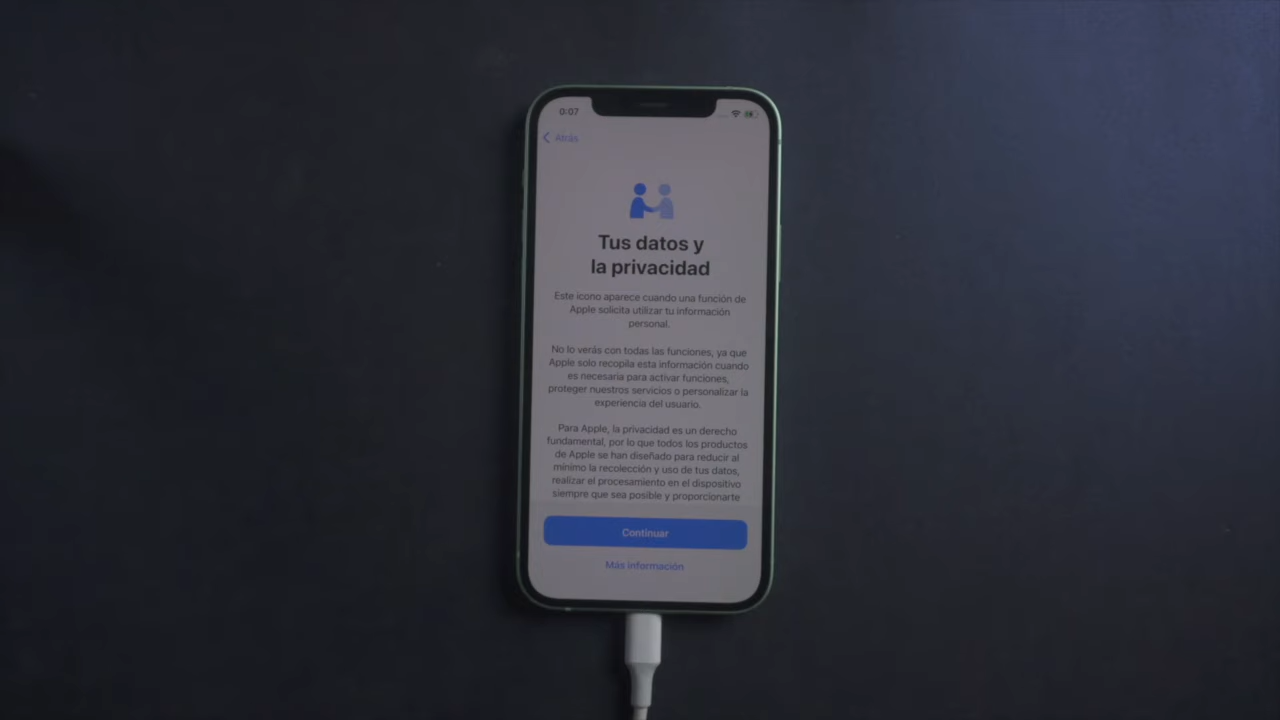 0:07
Atrás
Tus datos y
la privacidad
Este icono aparece cuando una función de
Apple solicita utilizar tu información
personal.
No lo verás con todas las funciones, ya que
Apple solo recopila esta información cuando
es necesaria para activar funciones,
proteger nuestros servicios o personalizar la
experiencia del usuario.
Para Apple, la privacidad es un derecho
fundamental, por lo que todos los productos
de Apple se han diseñado para reducir al
mínimo la recolección y uso de tus datos,
realizar el procesamiento en el dispositivo
siempre que sea posible y proporcionarte
Continuar
Más información